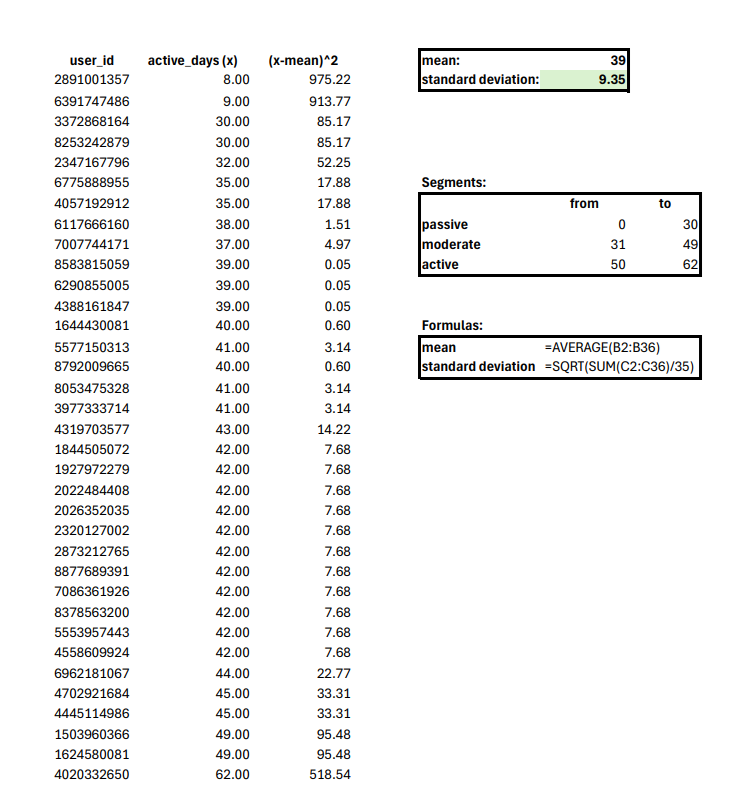 user_id active_days (x) (x-mean)^2
2891001357 8.00 975.22
6391747486 9.00 913.77
3372868164 30.00 85.17
8253242879 30.00 85.17
2347167796 32.00 52.25
6775888955 35.00 17.88
4057192912 35.00 17.88
6117666160 38.00 1.51
7007744171 37.00 4.97
8583815059 39.00 0.05
6290855005 39.00 0.05
4388161847 39.00 0.05
1644430081 40.00 0.60
5577150313 41.00 3.14
8792009665 40.00 0.60
8053475328 41.00 3.14
3977333714 41.00 3.14
4319703577 43.00 14.22
1844505072 42.00 7.68
1927972279 42.00 7.68
2022484408 42.00 7.68
2026352035 42.00 7.68
2320127002 42.00 7.68
2873212765 42.00 7.68
8877689391 42.00 7.68
7086361926 42.00 7.68
8378563200 42.00 7.68
5553957443 42.00 7.68
4558609924 42.00 7.68
6962181067 44.00 22.77
4702921684 45.00 33.31
4445114986 45.00 33.31
1503960366 49.00 95.48
1624580081 49.00 95.48
4020332650 62.00 518.54
mean: 39
standard deviation: 9.35
Segments:
from to
passive 0 30
moderate 31 49
active 50 62
Formulas:
mean =AVERAGE(B2:B36)
standard deviation =SQRT(SUM(C2:C36)/35)